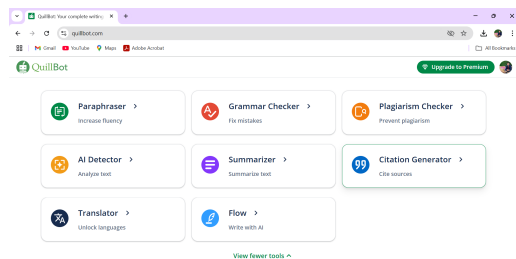 QuillBot: Your complete writing
quillbot.com
Gmail YouTube Maps Adobe Acrobat All Bookmarks
QuillBot Upgrade to Premium
Paraphraser > Grammar Checker > Plagiarism Checker >
Increase fluency Fix mistakes Prevent plagiarism
AI Detector > Summarizer > Citation Generator >
Analyze text Summarize text Cite sources
Translator > Flow >
Unlock languages Write with AI
View fewer tools